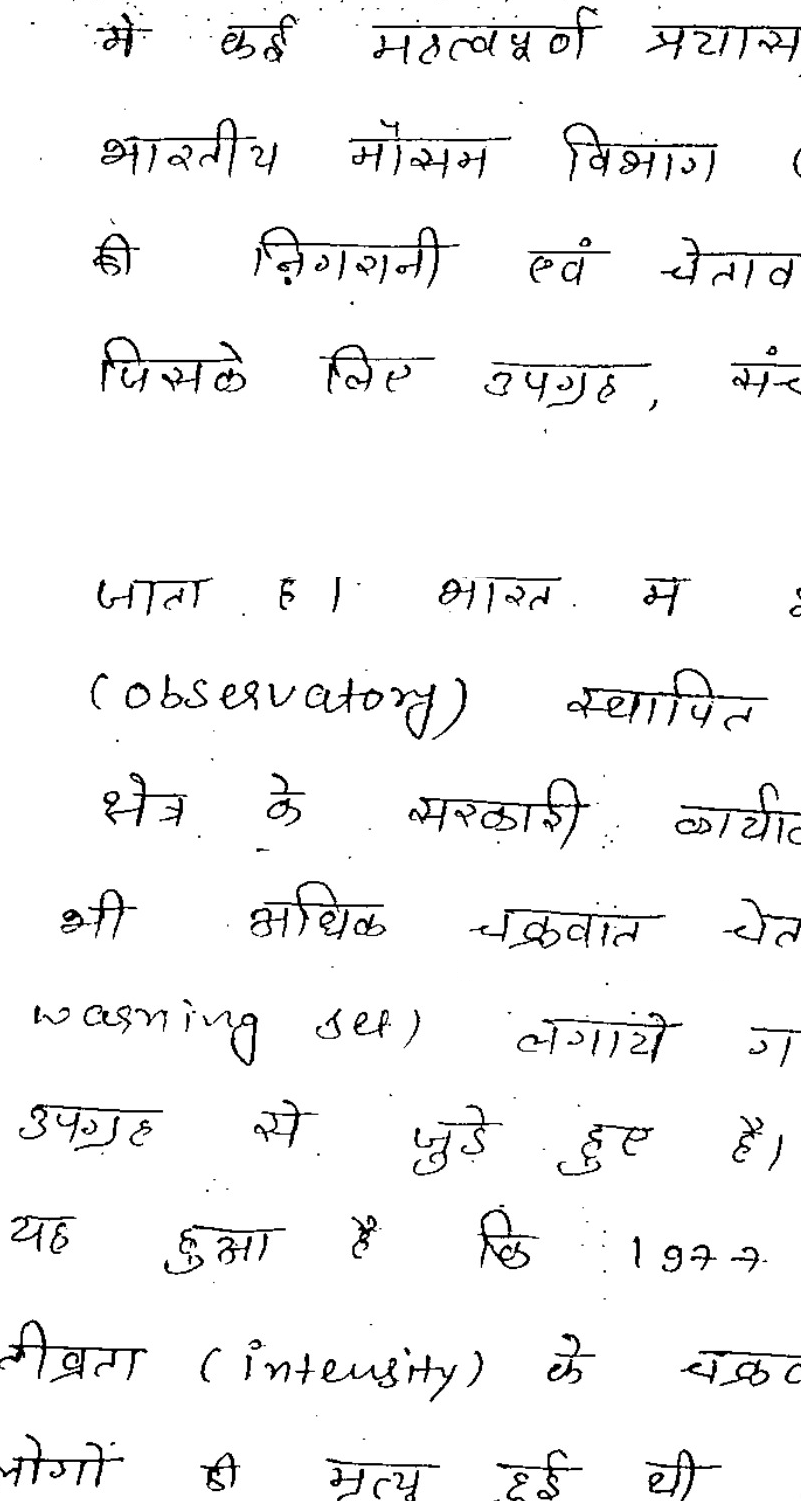 में कई महत्वपूर्ण प्रयास
भारतीय मौसम विभाग (
की निगरानी एवं चेताव
जिसके लिए उपग्रह, संच
जाता है। भारत में
(observatory) स्थापित
क्षेत्र के सरकारी कार्याल
भी अधिक चक्रवात चेत
warning set) लगाये ग
उपग्रह से जुड़े हुए है।
यह हुआ है कि 1977
तीव्रता (intensity) के चक्रव
लोगों की मृत्यु हुई थी